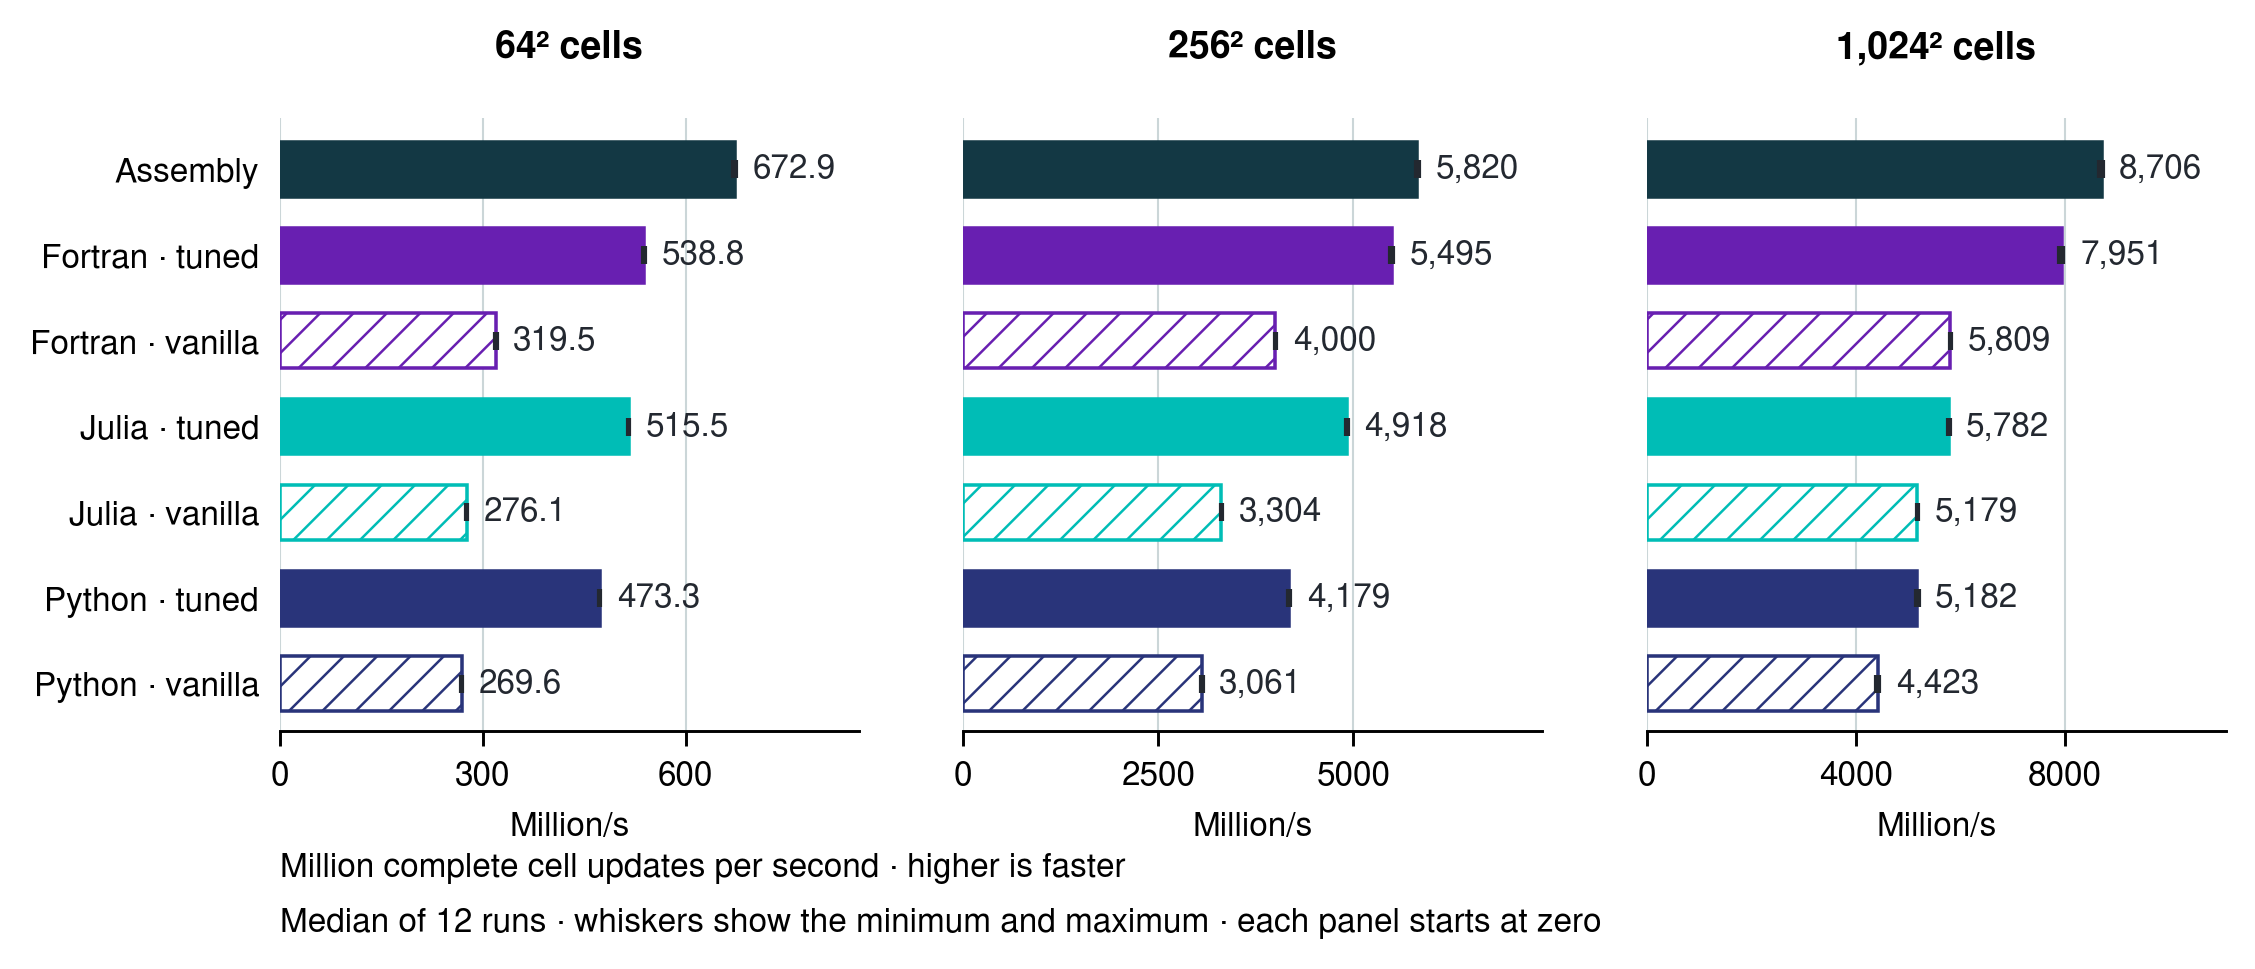 64² cells
256² cells
1,024² cells
Assembly 672.9 5,820 8,706
Fortran · tuned 538.8 5,495 7,951
Fortran · vanilla 319.5 4,000 5,809
Julia · tuned 515.5 4,918 5,782
Julia · vanilla 276.1 3,304 5,179
Python · tuned 473.3 4,179 5,182
Python · vanilla 269.6 3,061 4,423
0 300 600 0 2500 5000 0 4000 8000
Million/s Million/s Million/s
Million complete cell updates per second · higher is faster
Median of 12 runs · whiskers show the minimum and maximum · each panel starts at zero